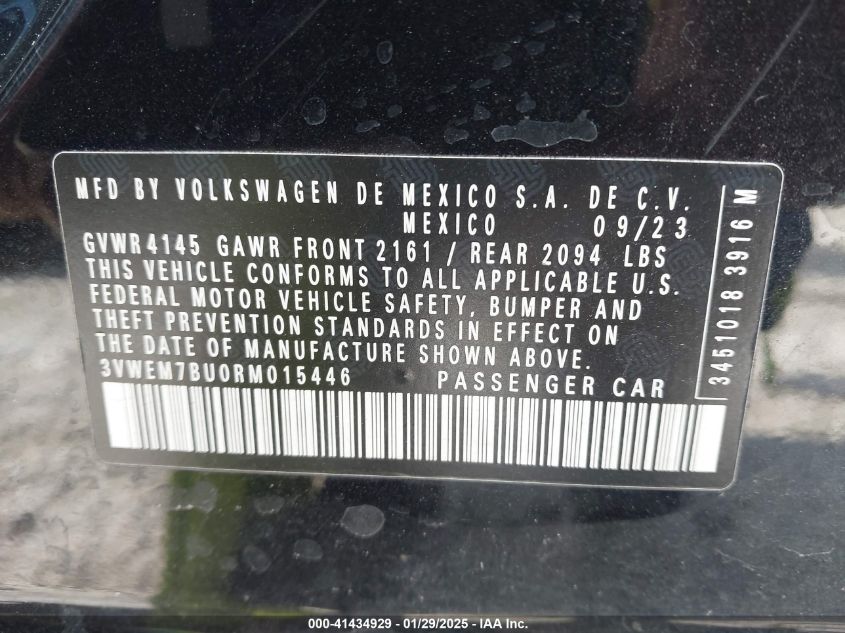 MFD BY VOLKSWAGEN DE MEXICO S.A. DE C.V.
MEXICO 09/23
GVWR 4145 GAWR FRONT 2161 / REAR 2094 LBS
THIS VEHICLE CONFORMS TO ALL APPLICABLE U.S.
FEDERAL MOTOR VEHICLE SAFETY, BUMPER AND
THEFT PREVENTION STANDARDS IN EFFECT ON
THE DATE OF MANUFACTURE SHOWN ABOVE.
3VWEM7BU0RM015446 PASSENGER CAR
3451018 3916 M
000-41434929 - 01/29/2025 - IAA Inc.